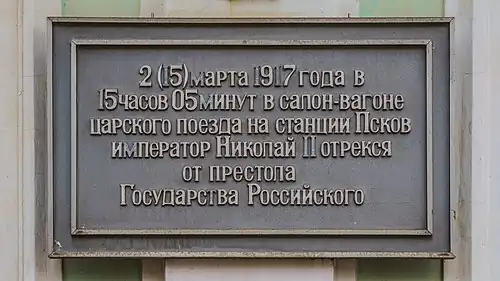 2 (15) марта 1917 года в
15 часов 05 минут в салон-вагоне
царского поезда на станции Псков
император Николай II отрекся
от престола
Государства Российского